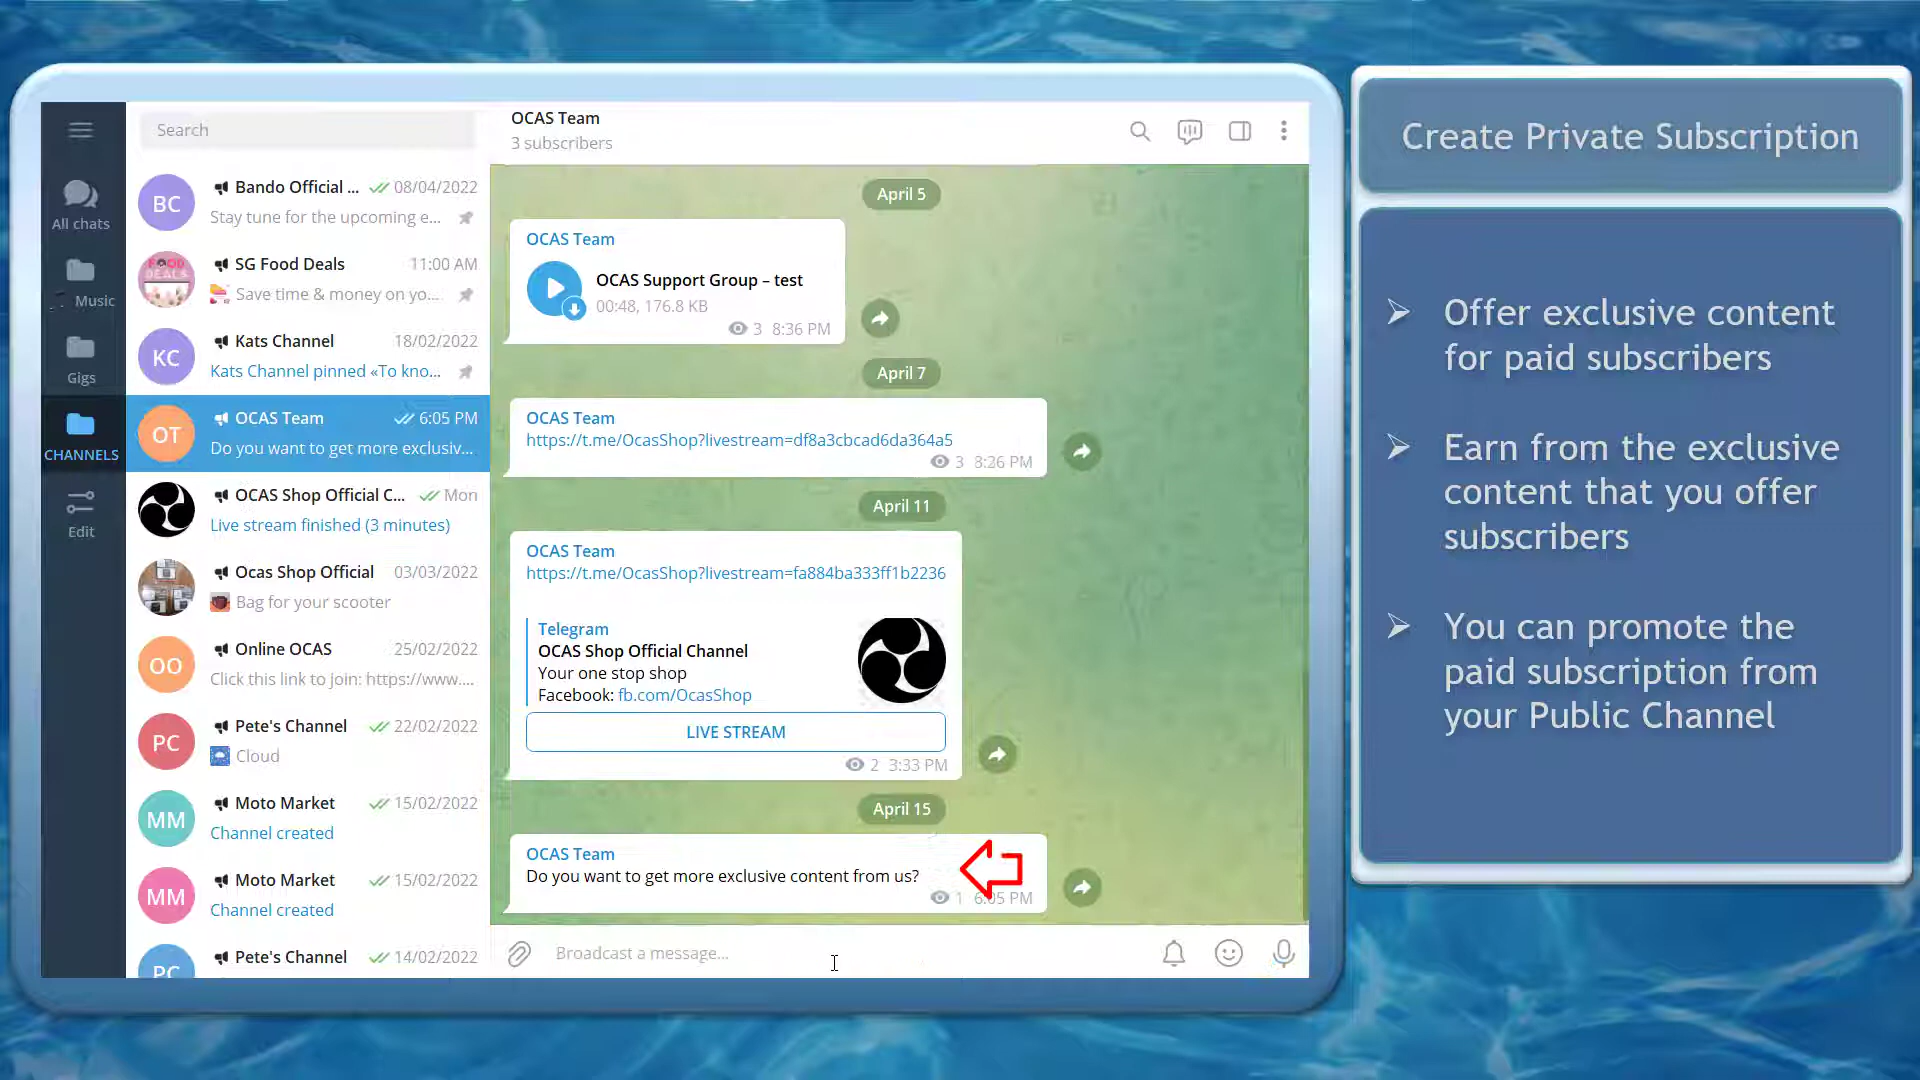 Search
All chats
Music
Gigs
CHANNELS
Edit
BC
Bando Official ...
08/04/2022
Stay tune for the upcoming e...
SG Food Deals
11:00 AM
Save time & money on yo...
KC
Kats Channel
18/02/2022
Kats Channel pinned «To kno...
OT
OCAS Team
6:05 PM
Do you want to get more exclusiv...
OCAS Shop Official C...
Mon
Live stream finished (3 minutes)
Ocas Shop Official
03/03/2022
Bag for your scooter
OO
Online OCAS
25/02/2022
Click this link to join: https://www....
PC
Pete's Channel
22/02/2022
Cloud
MM
Moto Market
15/02/2022
Channel created
MM
Moto Market
15/02/2022
Channel created
PC
Pete's Channel
14/02/2022
OCAS Team
3 subscribers
April 5
OCAS Team
OCAS Support Group – test
00:48, 176.8 KB
3 8:36 PM
April 7
OCAS Team
https://t.me/OcasShop?livestream=df8a3cbcad6da364a5
3 8:26 PM
April 11
OCAS Team
https://t.me/OcasShop?livestream=fa884ba333ff1b2236
Telegram
OCAS Shop Official Channel
Your one stop shop
Facebook: fb.com/OcasShop
LIVE STREAM
2 3:33 PM
April 15
OCAS Team
Do you want to get more exclusive content from us?
1 6:05 PM
Broadcast a message...
Create Private Subscription
Offer exclusive content
for paid subscribers
Earn from the exclusive
content that you offer
subscribers
You can promote the
paid subscription from
your Public Channel